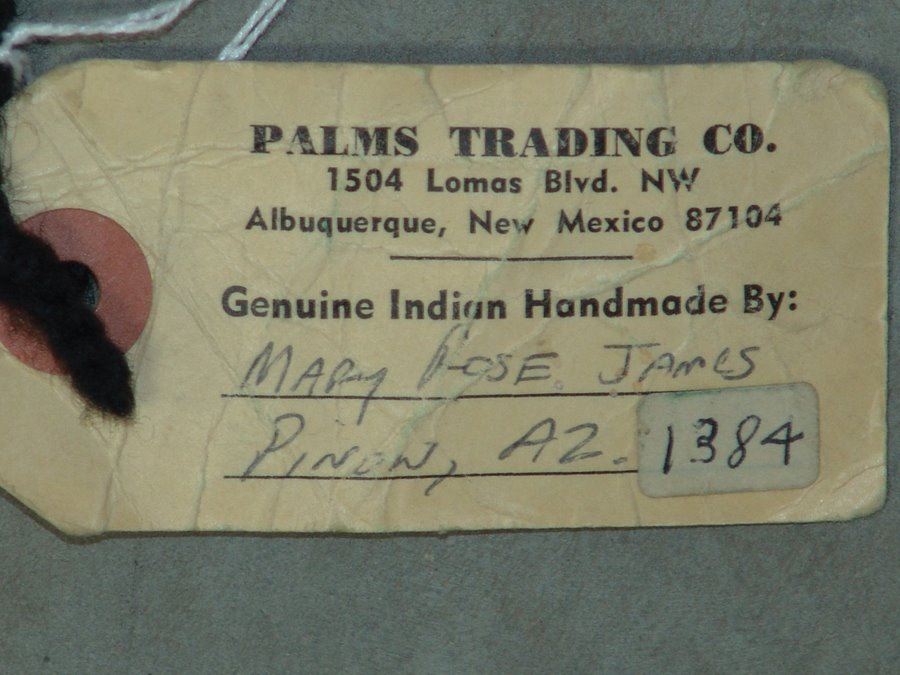 PALMS TRADING CO.
1504 Lomas Blvd. NW
Albuquerque, New Mexico 87104
Genuine Indian Handmade By:
MARY ROSE JAMES
PINON, AZ.
1384